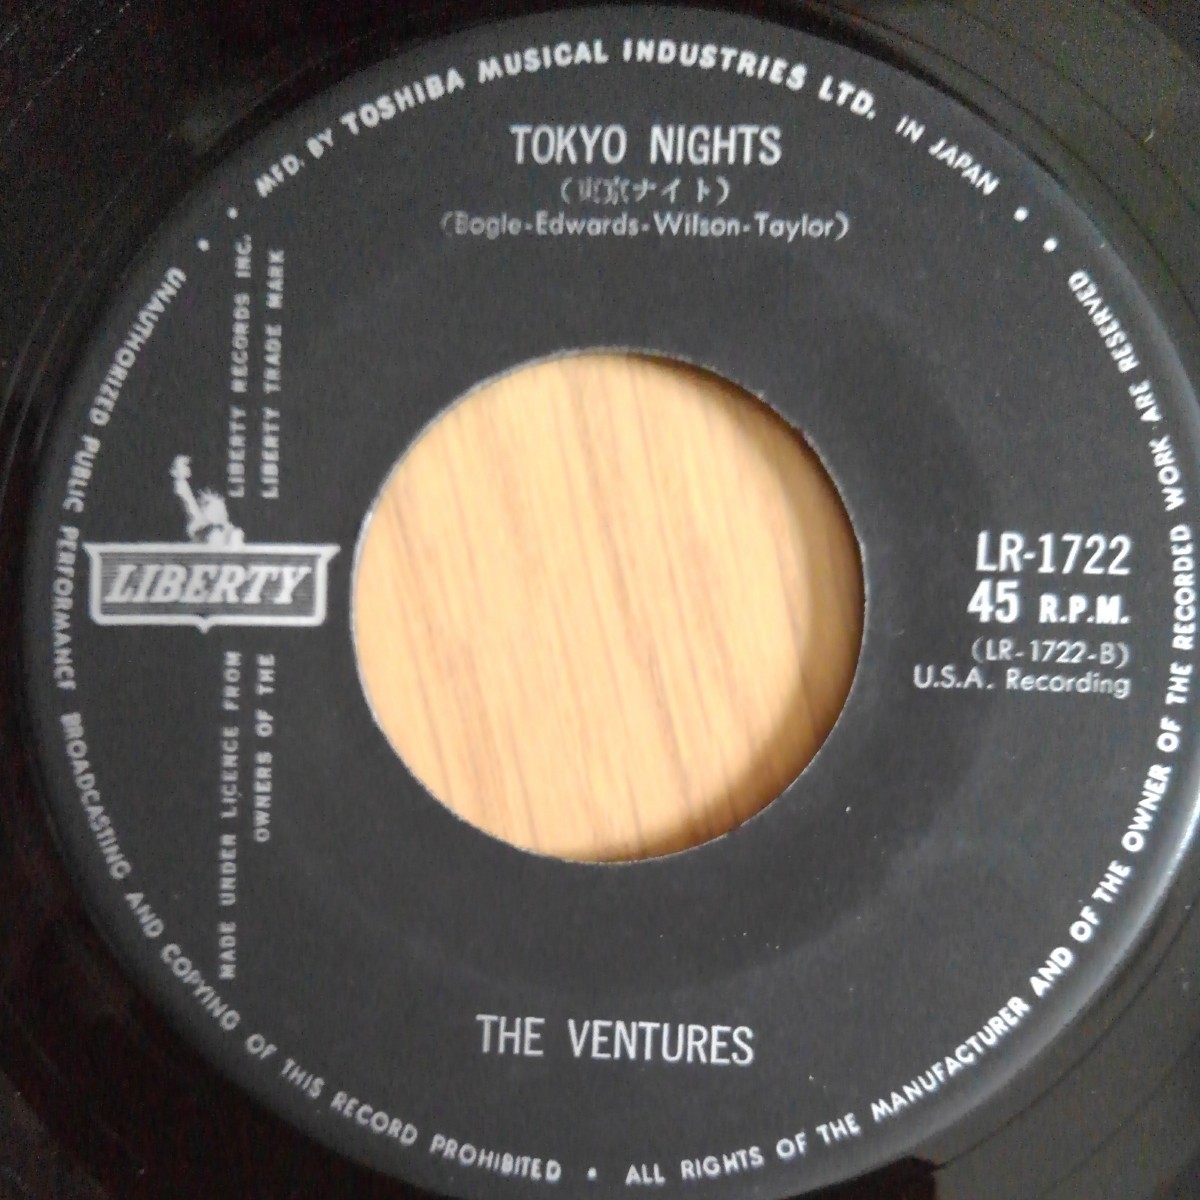 MFD. BY TOSHIBA MUSICAL INDUSTRIES LTD. IN JAPAN
TOKYO NIGHTS
(東京ナイト)
(Bogle-Edwards-Wilson-Taylor)
LIBERTY RECORDS INC.
LIBERTY TRADE MARK
LIBERTY
MADE UNDER LICENCE FROM
OWNERS OF THE
LR-1722
45 R.P.M.
(LR-1722-B)
U.S.A. Recording
THE VENTURES
• ALL RIGHTS OF THE MANUFACTURER AND OF THE OWNER OF THE RECORDED WORK ARE RESERVED
UNAUTHORIZED PUBLIC PERFORMANCE BROADCASTING AND COPYING OF THIS RECORD PROHIBITED